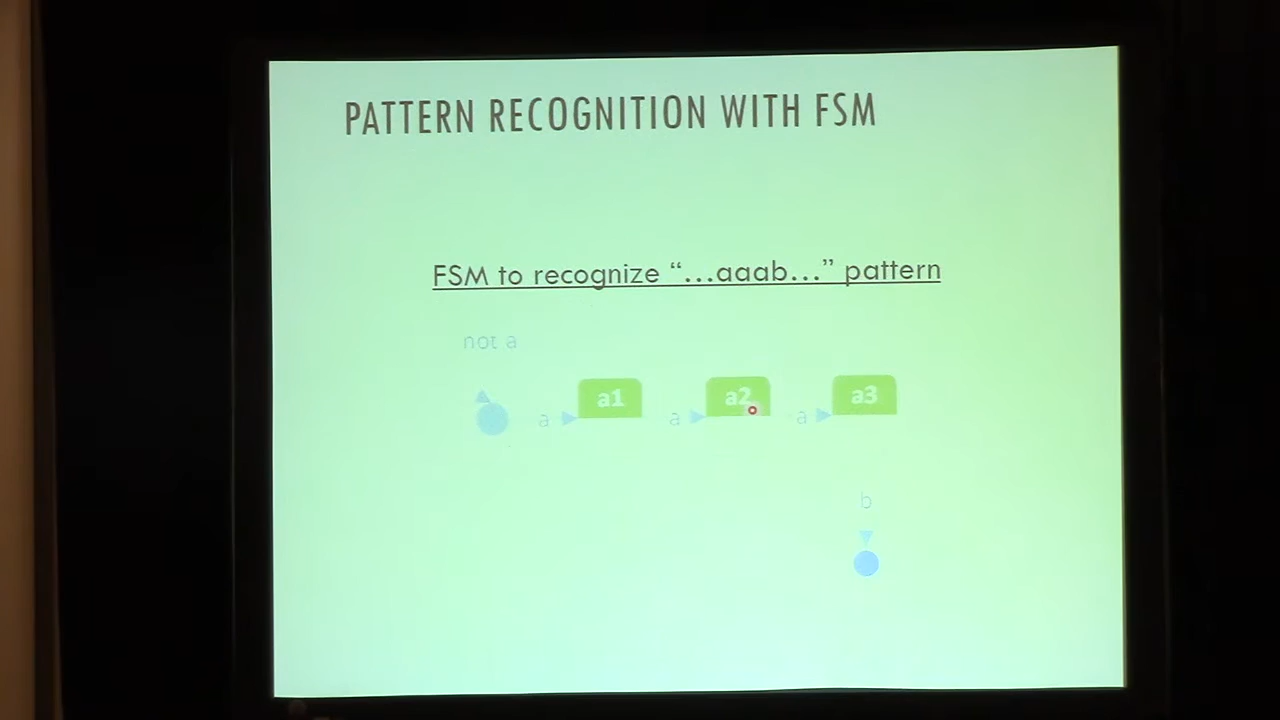 PATTERN RECOGNITION WITH FSM
FSM to recognize “...aaab...” pattern
not a
a a1 a a2 a a3
b